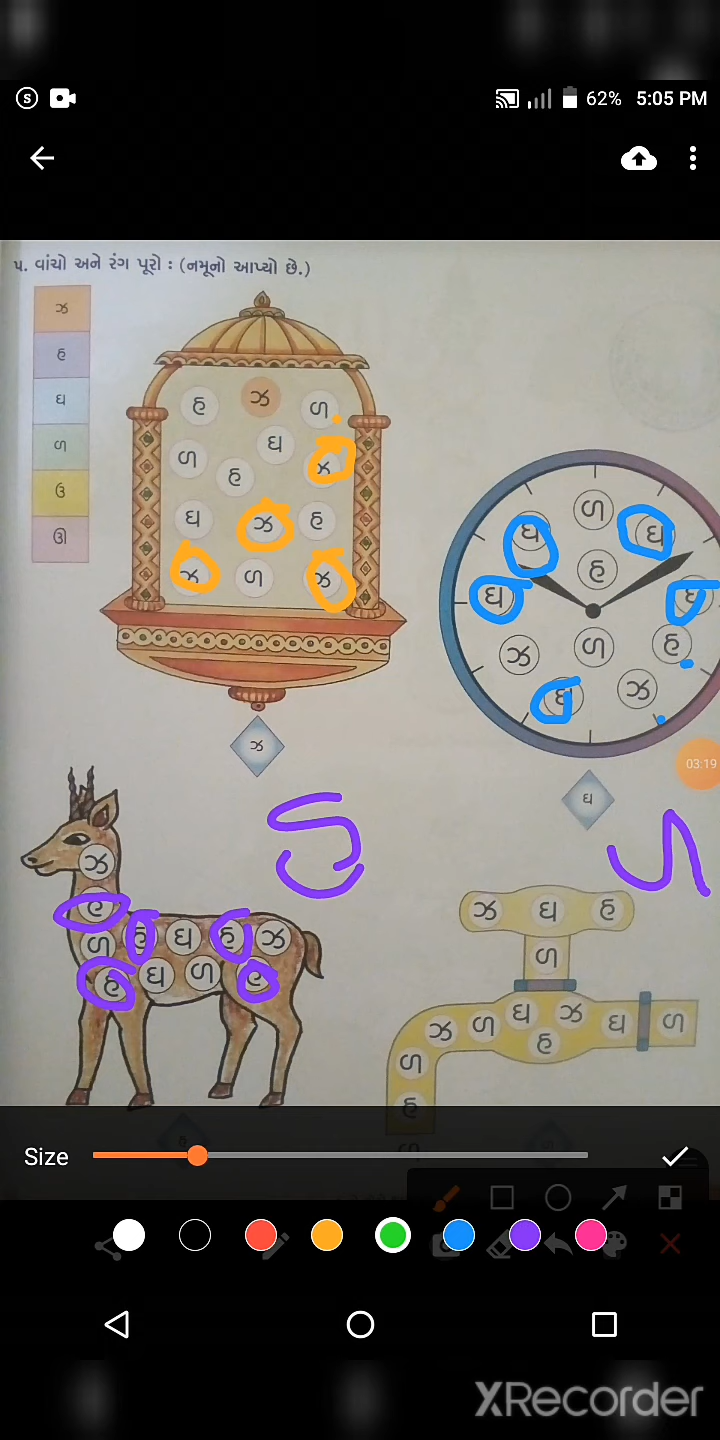 S 62% 5:05 PM
૫. વાંચો અને રંગ પૂરો : (નમૂનો આપ્યો છે.)
ઝ
હ
ઘ
ળ
ઉ
ઊ
હ ઝ ળ
ળ ઘ ઝ
હ
ઘ ઝ હ
ઝ ળ ઝ
ઝ
ળ
ઘ ઘ
હ
ઘ ઘ
ઝ ળ હ
ઘ ઝ
03:19
ઘ
ઝ
હ
ળ હ ઘ હ ઝ
હ ઘ ળ હ
ઝ ઘ હ
ળ
ઝ ળ ઘ ઝ ઘ ળ
હ
ળ
હ
Size
XRecorder